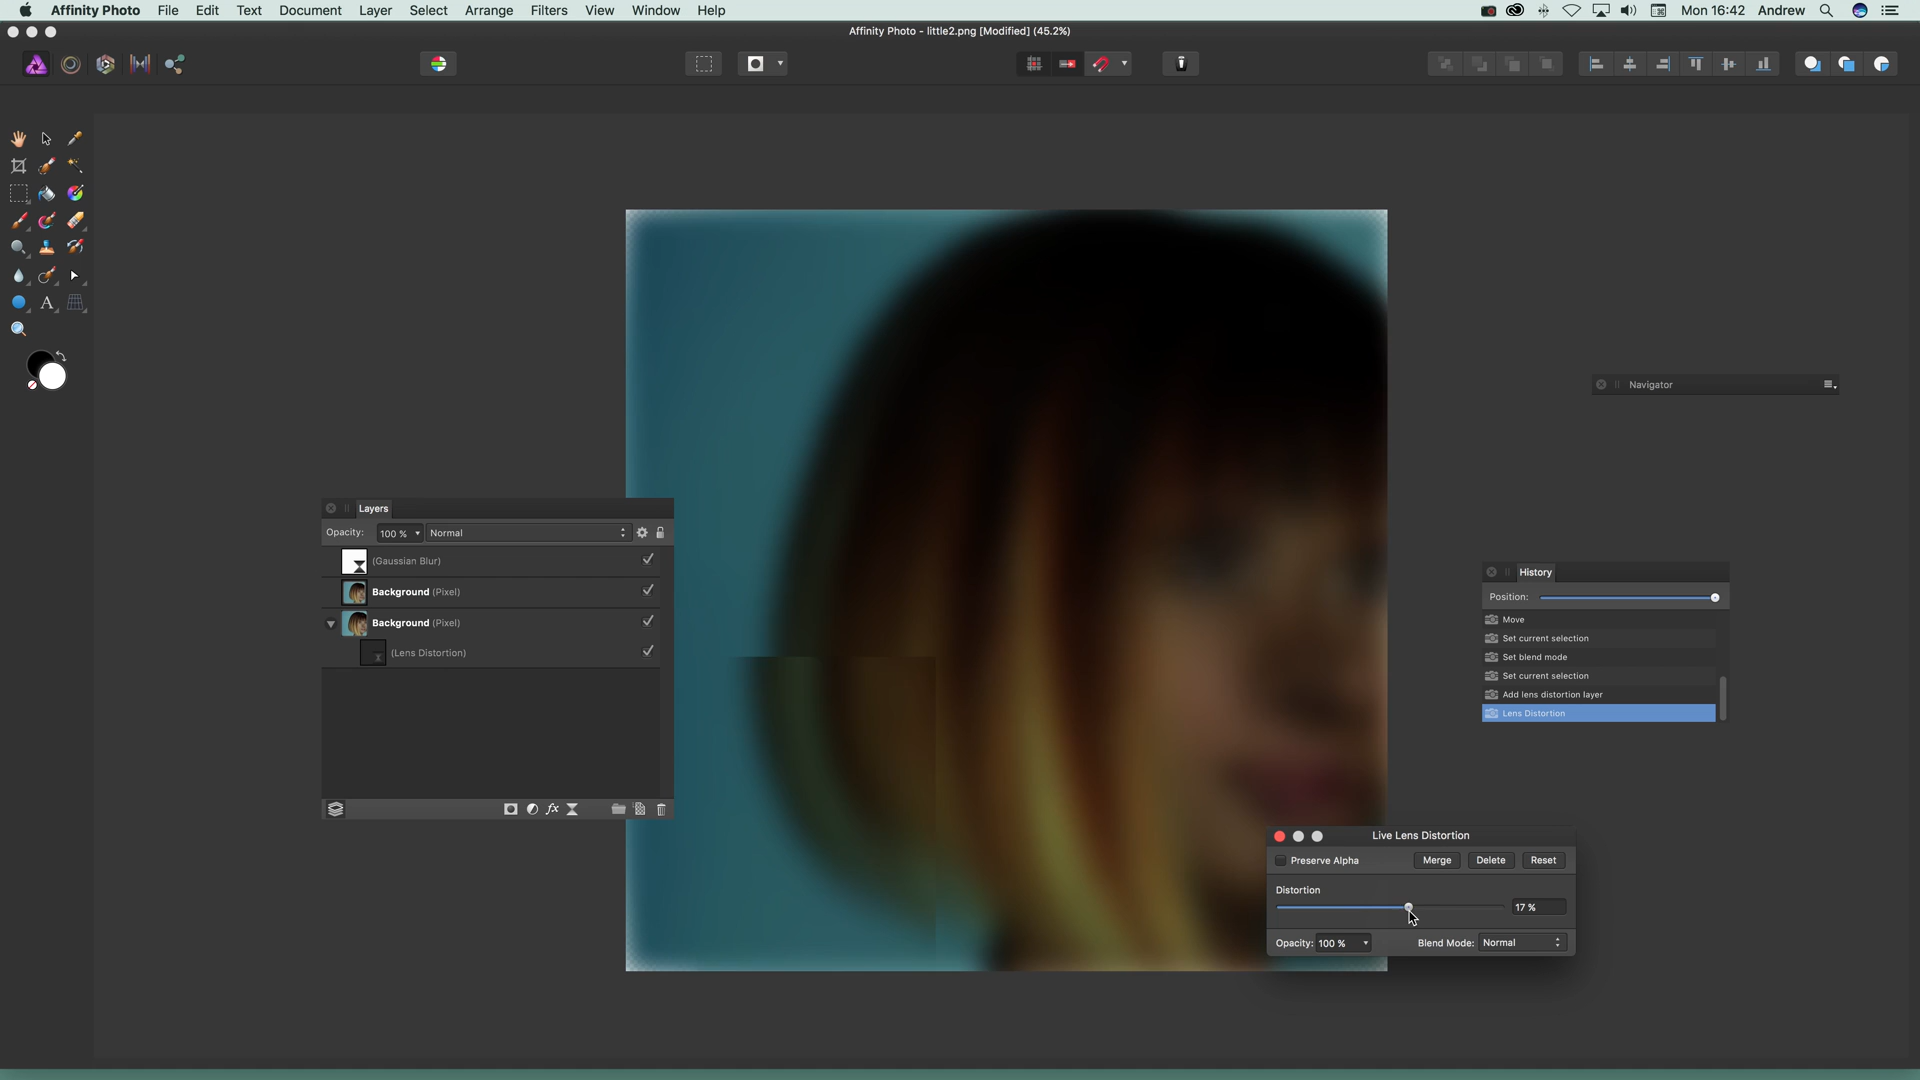 Affinity Photo File Edit Text Document Layer Select Arrange Filters View Window Help Mon 16:42 Andrew
Affinity Photo - little2.png [Modified] (45.2%)
A
Navigator
Layers
Opacity: 100 % Normal
(Gaussian Blur)
Background (Pixel)
Background (Pixel)
(Lens Distortion)
fx
History
Position:
Move
Set current selection
Set blend mode
Set current selection
Add lens distortion layer
Lens Distortion
Live Lens Distortion
Preserve Alpha Merge Delete Reset
Distortion
17 %
Opacity: 100 % Blend Mode: Normal